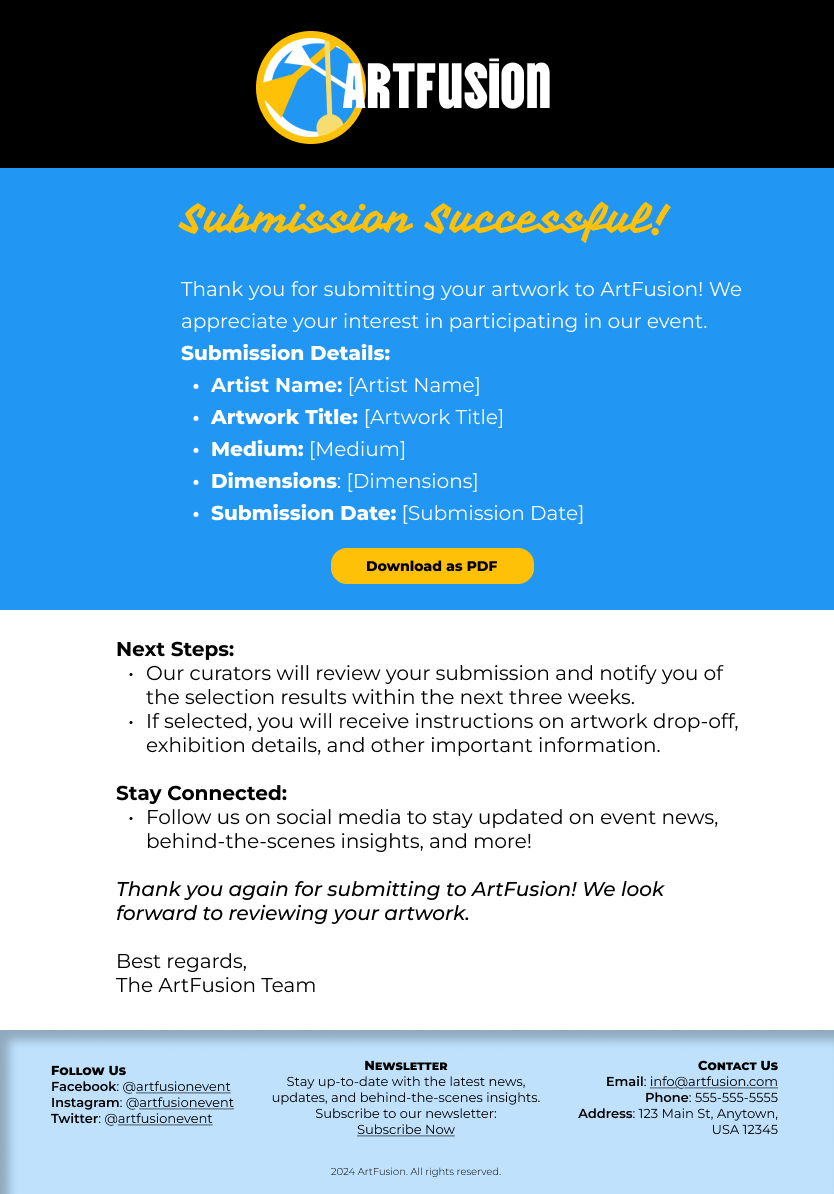 ARTFUSION
Submission Successful!
Thank you for submitting your artwork to ArtFusion! We
appreciate your interest in participating in our event.
Submission Details:
• Artist Name: [Artist Name]
• Artwork Title: [Artwork Title]
• Medium: [Medium]
• Dimensions: [Dimensions]
• Submission Date: [Submission Date]
Download as PDF
Next Steps:
• Our curators will review your submission and notify you of
the selection results within the next three weeks.
• If selected, you will receive instructions on artwork drop-off,
exhibition details, and other important information.
Stay Connected:
• Follow us on social media to stay updated on event news,
behind-the-scenes insights, and more!
Thank you again for submitting to ArtFusion! We look
forward to reviewing your artwork.
Best regards,
The ArtFusion Team
Follow Us
Facebook: @artfusionevent
Instagram: @artfusionevent
Twitter: @artfusionevent
Newsletter
Stay up-to-date with the latest news,
updates, and behind-the-scenes insights.
Subscribe to our newsletter:
Subscribe Now
Contact Us
Email: info@artfusion.com
Phone: 555-555-5555
Address: 123 Main St, Anytown,
USA 12345
2024 ArtFusion. All rights reserved.